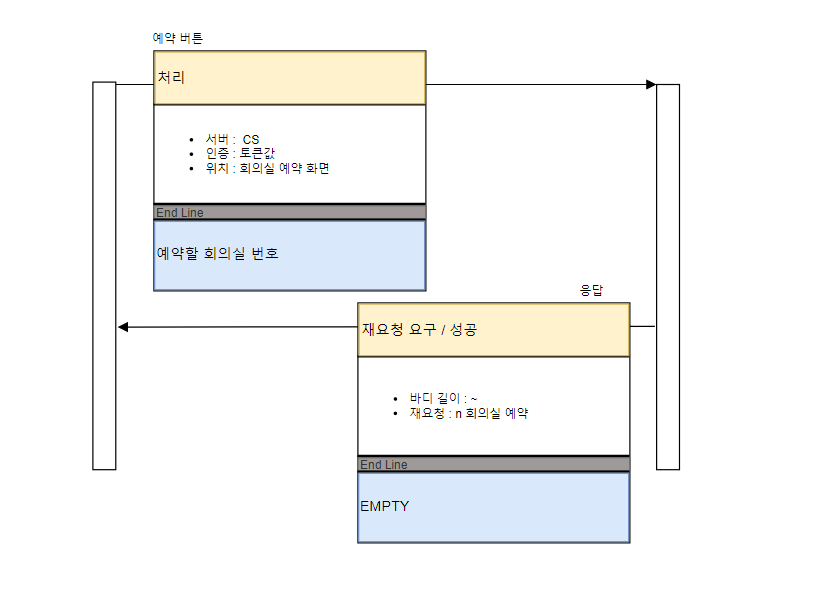 예약 버튼
처리
• 서버 : CS
• 인증 : 토큰값
• 위치 : 회의실 예약 화면
End Line
예약할 회의실 번호
응답
재요청 요구 / 성공
• 바디 길이 : ~
• 재요청 : n 회의실 예약
End Line
EMPTY